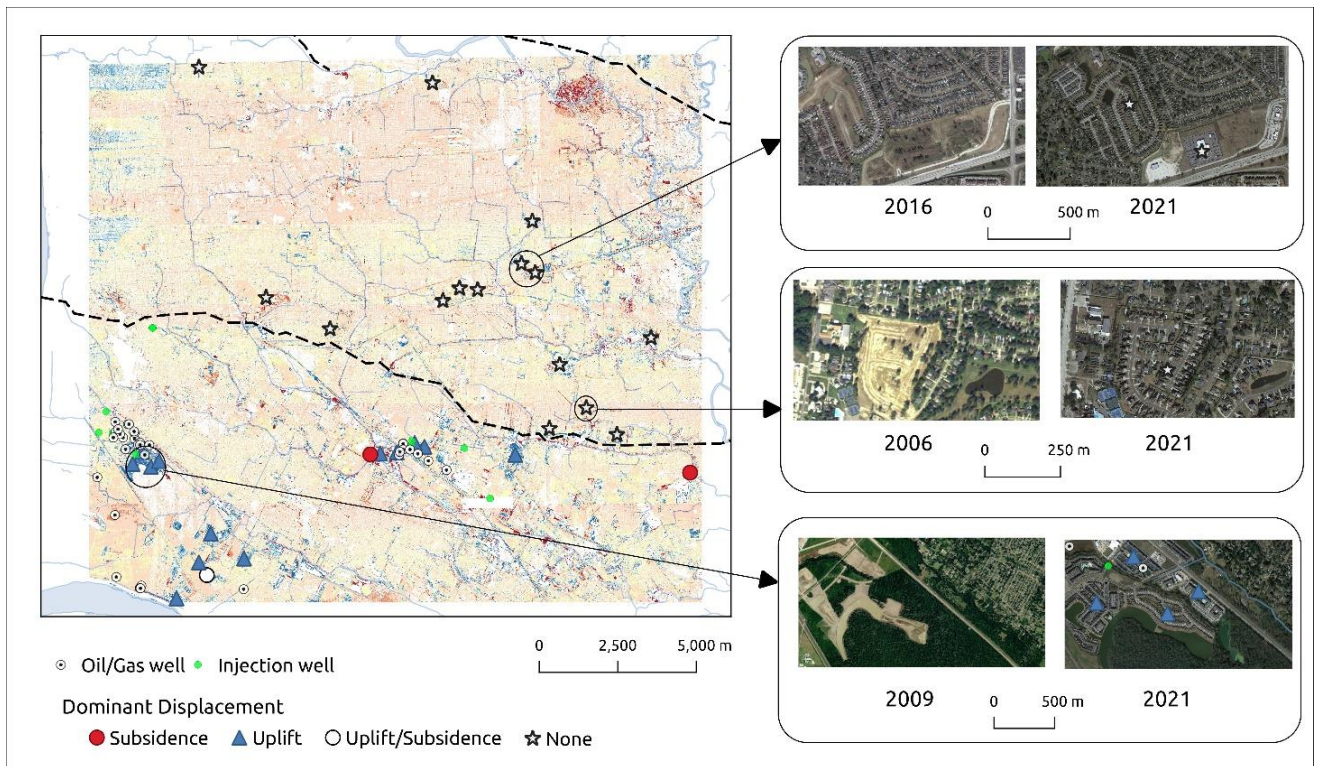 2016 0 500 m 2021
2006 0 250 m 2021
2009 0 500 m 2021
0 2,500 5,000 m
Oil/Gas well Injection well
Dominant Displacement
Subsidence Uplift Uplift/Subsidence None